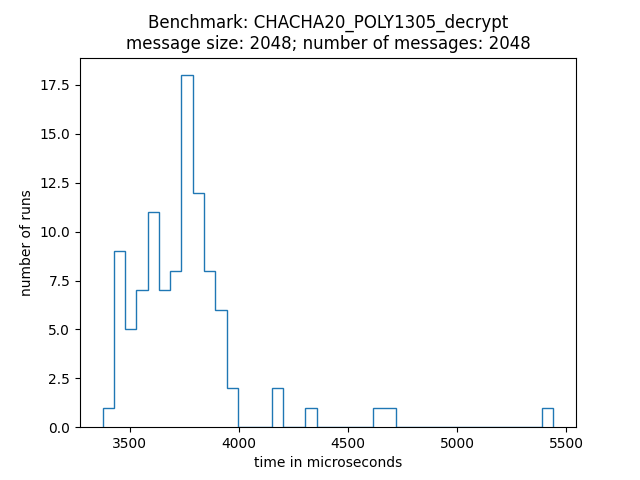 Benchmark: CHACHA20_POLY1305_decrypt
message size: 2048; number of messages: 2048
17.5
15.0
12.5
10.0
7.5
5.0
2.5
0.0
number of runs
3500 4000 4500 5000 5500
time in microseconds